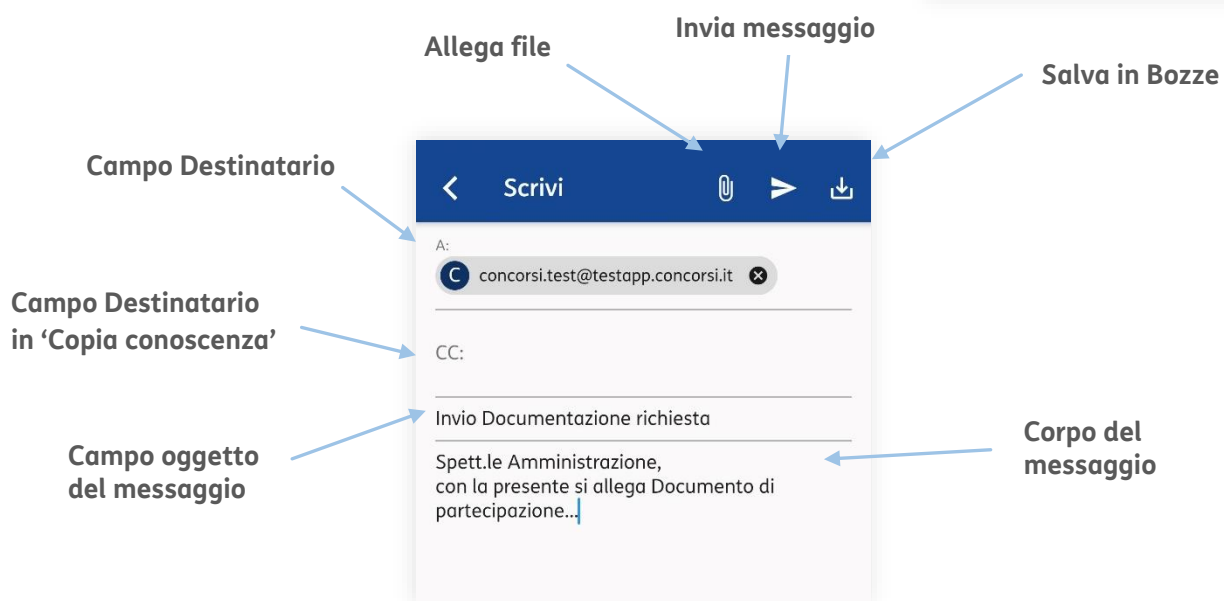 Invia messaggio
Allega file
Salva in Bozze
Campo Destinatario
Scrivi
A:
C concorsi.test@testapp.concorsi.it
Campo Destinatario
in ‘Copia conoscenza’
CC:
Invio Documentazione richiesta
Campo oggetto
del messaggio
Spett.le Amministrazione,
con la presente si allega Documento di
partecipazione...
Corpo del
messaggio